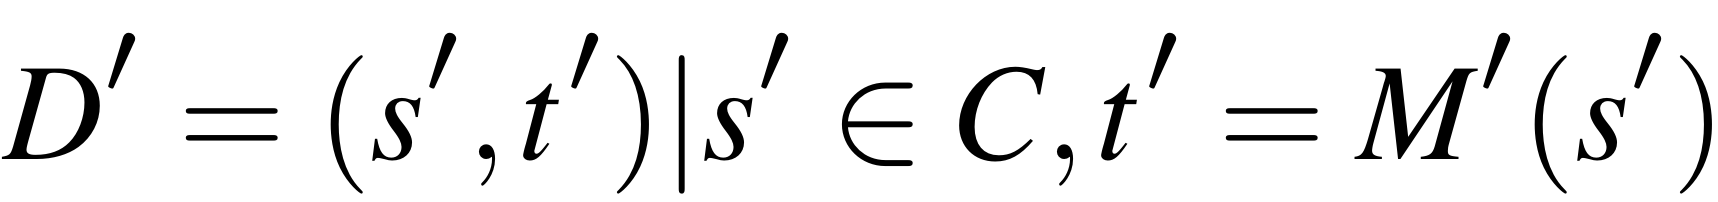 D′ = (s′, t′)|s′ ∈ C, t′ = M′(s′)